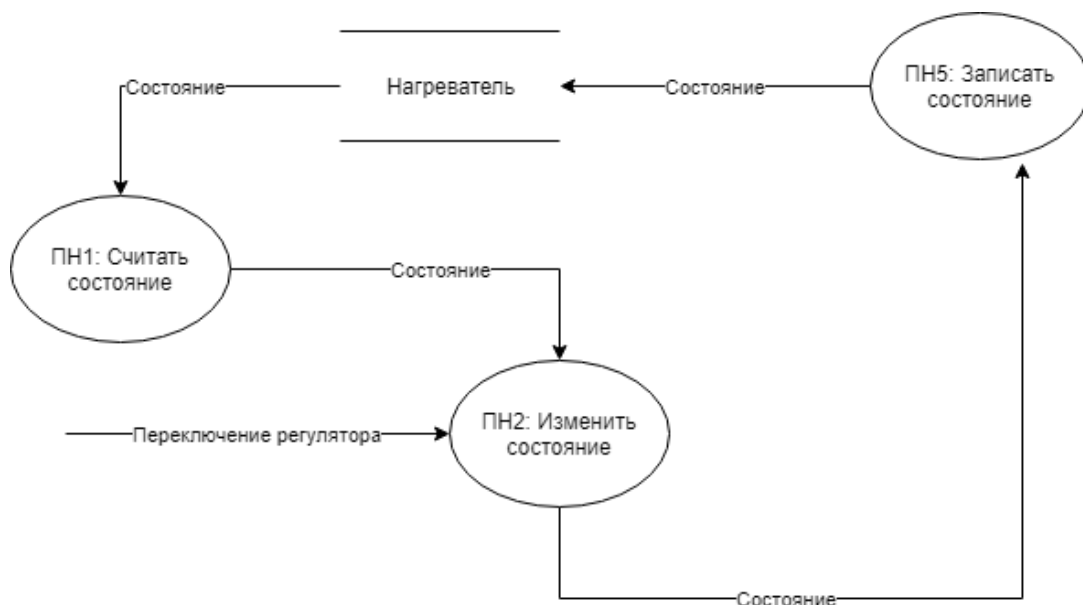 ПН5: Записать
состояние
Состояние
Нагреватель
Состояние
ПН1: Считать
состояние
Состояние
ПН2: Изменить
состояние
Переключение регулятора
Состояние